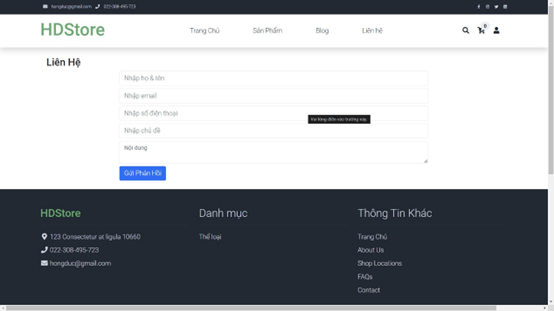 hongduc@gmail.com 022-308-495-723
HDStore Trang Chủ Sản Phẩm Blog Liên hệ 0
Liên Hệ
Nhập họ & tên
Nhập email
Nhập số điện thoại
Vui lòng điền vào trường này.
Nhập chủ đề
Nội dung
Gửi Phản Hồi
HDStore Danh mục Thông Tin Khác
123 Consectetur at ligula 10660 Thể loại Trang Chủ
022-308-495-723 About Us
hongduc@gmail.com Shop Locations
FAQs
Contact